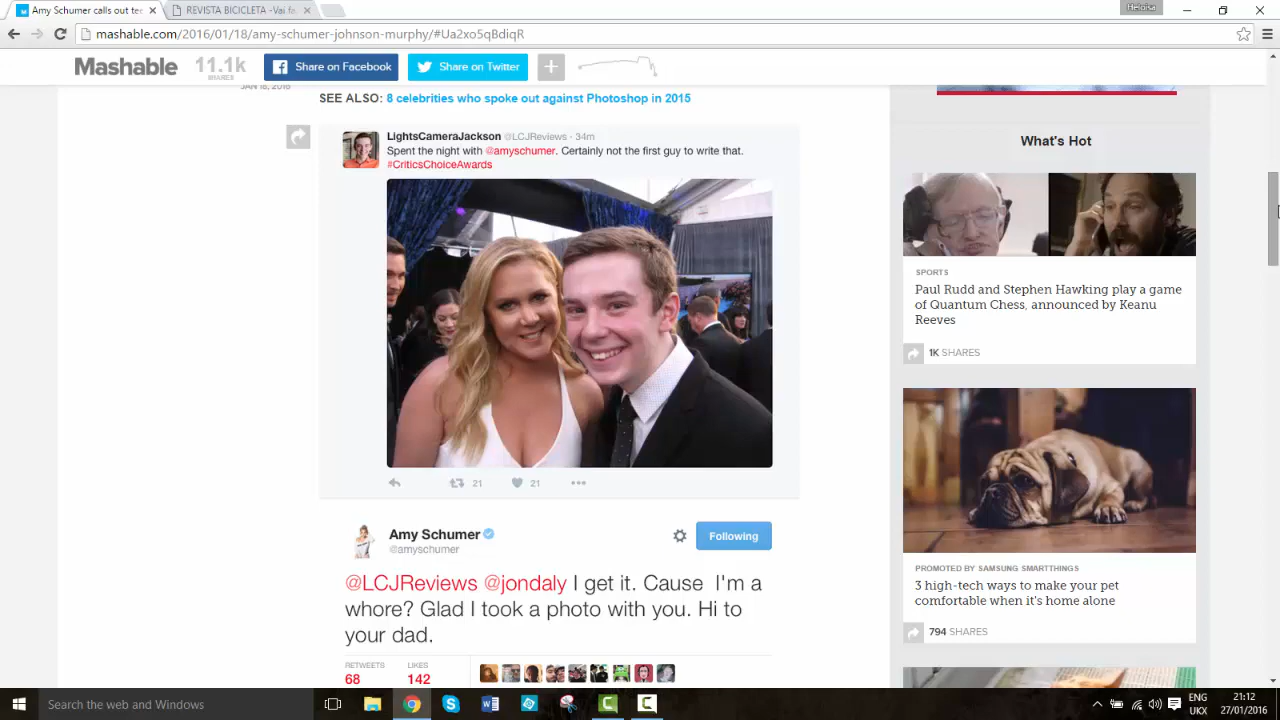 Amy Schumer calls out te
REVISTA BICICLETA -Vai fa
Heloisa
mashable.com/2016/01/18/amy-schumer-johnson-murphy/#Ua2xo5qBdiqR
Mashable
11.1k
SHARES
Share on Facebook
Share on Twitter
JAN 18, 2016
SEE ALSO: 8 celebrities who spoke out against Photoshop in 2015
LightsCameraJackson @LCJReviews · 34m
Spent the night with @amyschumer. Certainly not the first guy to write that.
#CriticsChoiceAwards
21
21
Amy Schumer
@amyschumer
Following
@LCJReviews @jondaly I get it. Cause I'm a
whore? Glad I took a photo with you. Hi to
your dad.
RETWEETS
68
LIKES
142
What's Hot
SPORTS
Paul Rudd and Stephen Hawking play a game
of Quantum Chess, announced by Keanu
Reeves
1K SHARES
PROMOTED BY SAMSUNG SMARTTHINGS
3 high-tech ways to make your pet
comfortable when it's home alone
794 SHARES
Search the web and Windows
ENG
UKX
21:12
27/01/2016